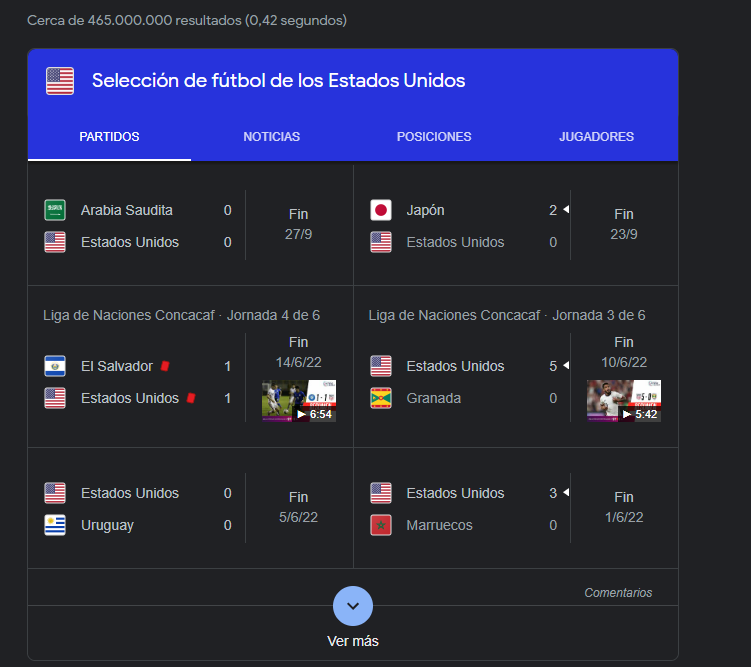 Cerca de 465.000.000 resultados (0,42 segundos)
Selección de fútbol de los Estados Unidos
PARTIDOS NOTICIAS POSICIONES JUGADORES
Arabia Saudita 0
Estados Unidos 0
Fin
27/9
Japón 2
Estados Unidos 0
Fin
23/9
Liga de Naciones Concacaf · Jornada 4 de 6
El Salvador 1
Estados Unidos 1
Fin
14/6/22
6:54
Liga de Naciones Concacaf · Jornada 3 de 6
Estados Unidos 5
Granada 0
Fin
10/6/22
5:42
Estados Unidos 0
Uruguay 0
Fin
5/6/22
Estados Unidos 3
Marruecos 0
Fin
1/6/22
Comentarios
Ver más